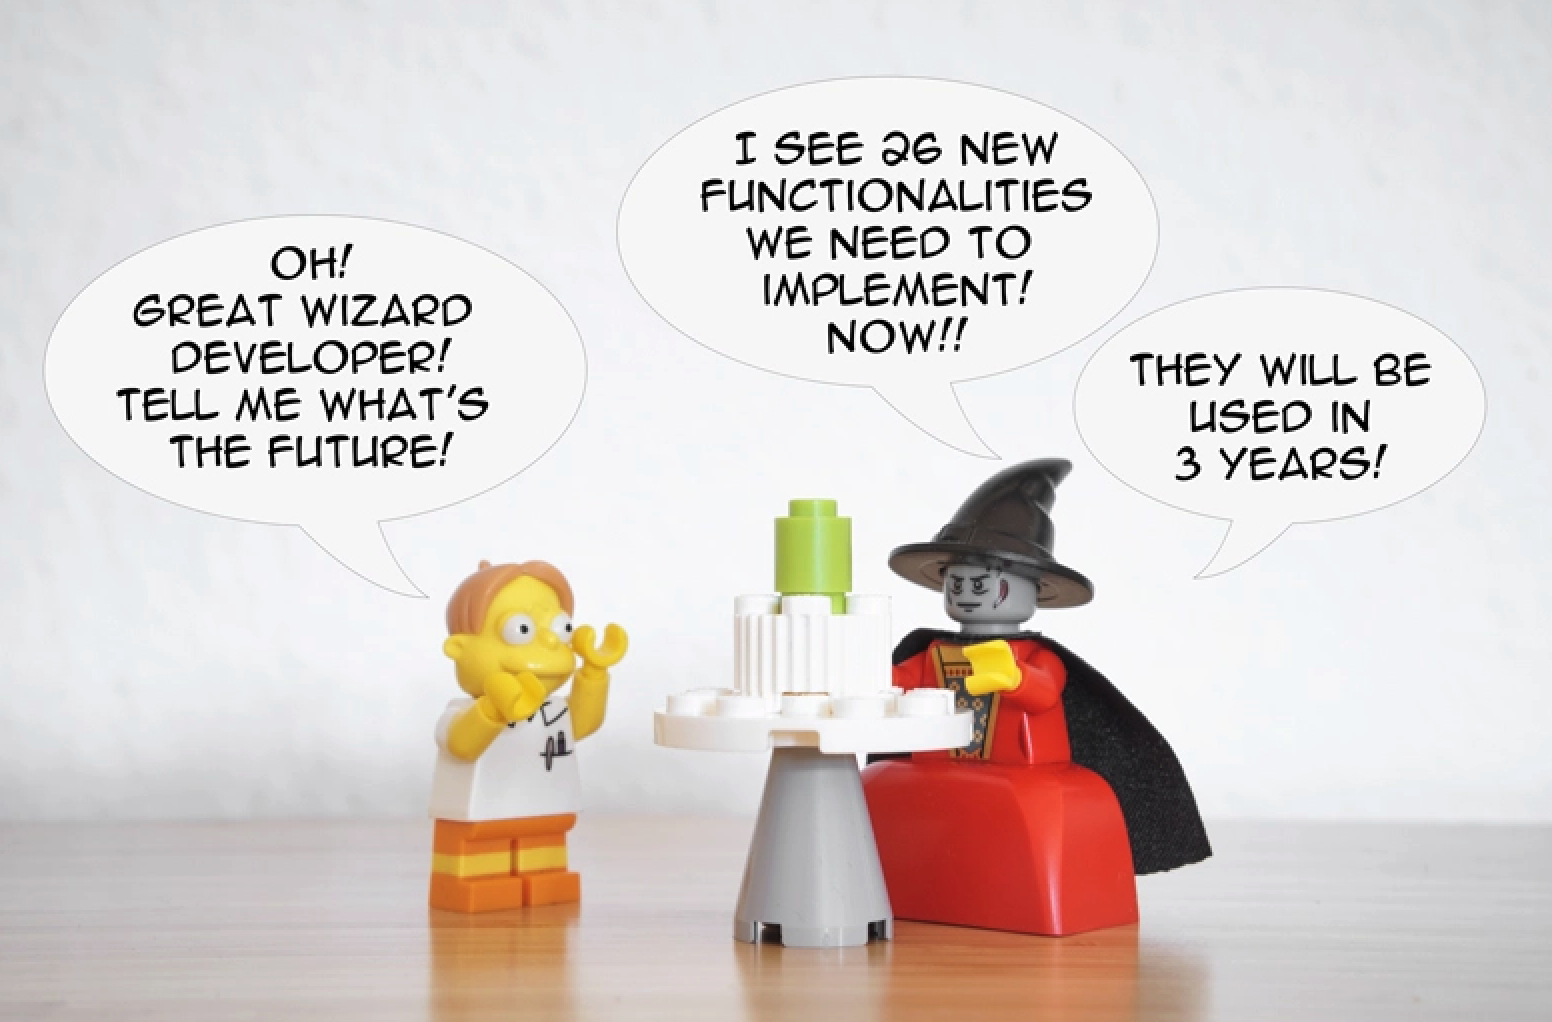 OH!
GREAT WIZARD
DEVELOPER!
TELL ME WHAT'S
THE FUTURE!
I SEE 26 NEW
FUNCTIONALITIES
WE NEED TO
IMPLEMENT!
NOW!!
THEY WILL BE
USED IN
3 YEARS!